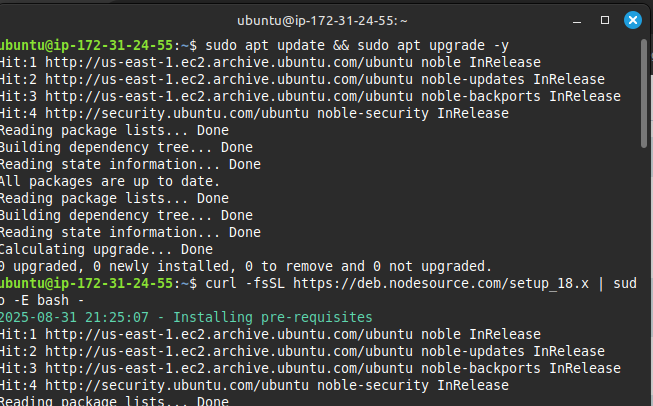 ubuntu@ip-172-31-24-55: ~
ubuntu@ip-172-31-24-55:~$ sudo apt update && sudo apt upgrade -y
Hit:1 http://us-east-1.ec2.archive.ubuntu.com/ubuntu noble InRelease
Hit:2 http://us-east-1.ec2.archive.ubuntu.com/ubuntu noble-updates InRelease
Hit:3 http://us-east-1.ec2.archive.ubuntu.com/ubuntu noble-backports InRelease
Hit:4 http://security.ubuntu.com/ubuntu noble-security InRelease
Reading package lists... Done
Building dependency tree... Done
Reading state information... Done
All packages are up to date.
Reading package lists... Done
Building dependency tree... Done
Reading state information... Done
Calculating upgrade... Done
0 upgraded, 0 newly installed, 0 to remove and 0 not upgraded.
ubuntu@ip-172-31-24-55:~$ curl -fsSL https://deb.nodesource.com/setup_18.x | sud
o -E bash -
2025-08-31 21:25:07 - Installing pre-requisites
Hit:1 http://us-east-1.ec2.archive.ubuntu.com/ubuntu noble InRelease
Hit:2 http://us-east-1.ec2.archive.ubuntu.com/ubuntu noble-updates InRelease
Hit:3 http://us-east-1.ec2.archive.ubuntu.com/ubuntu noble-backports InRelease
Hit:4 http://security.ubuntu.com/ubuntu noble-security InRelease
Reading package lists... Done